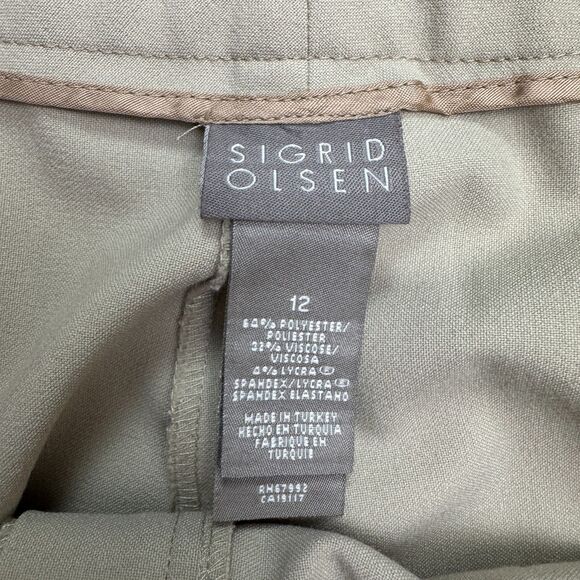 SIGRID
OLSEN
12
64% POLYESTER/
POLIESTER
32% VISCOSE/
VISCOSA
4% LYCRA®
SPANDEX/LYCRA®
SPANDEX ELASTANO
MADE IN TURKEY
HECHO EN TURQUIA
FABRIQUE EN
TURQUIE
RN67992
CA19117